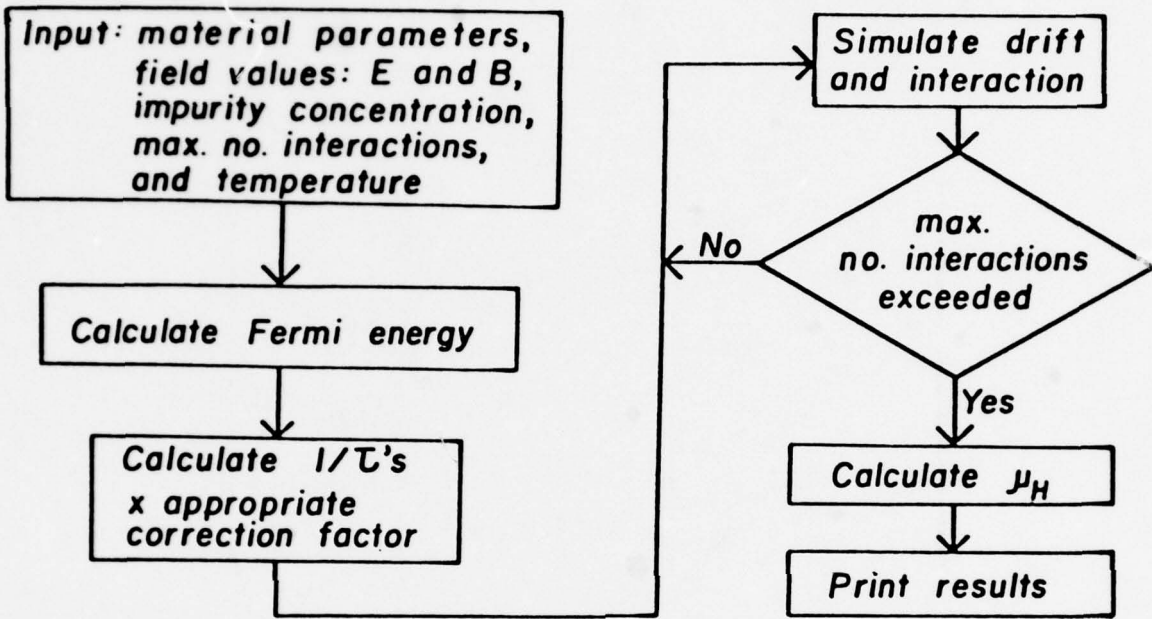 Input: material parameters,
field values: E and B,
impurity concentration,
max. no. interactions,
and temperature
Calculate Fermi energy
Calculate 1/τ's
x appropriate
correction factor
Simulate drift
and interaction
max.
no. interactions
exceeded
No
Yes
Calculate μH
Print results